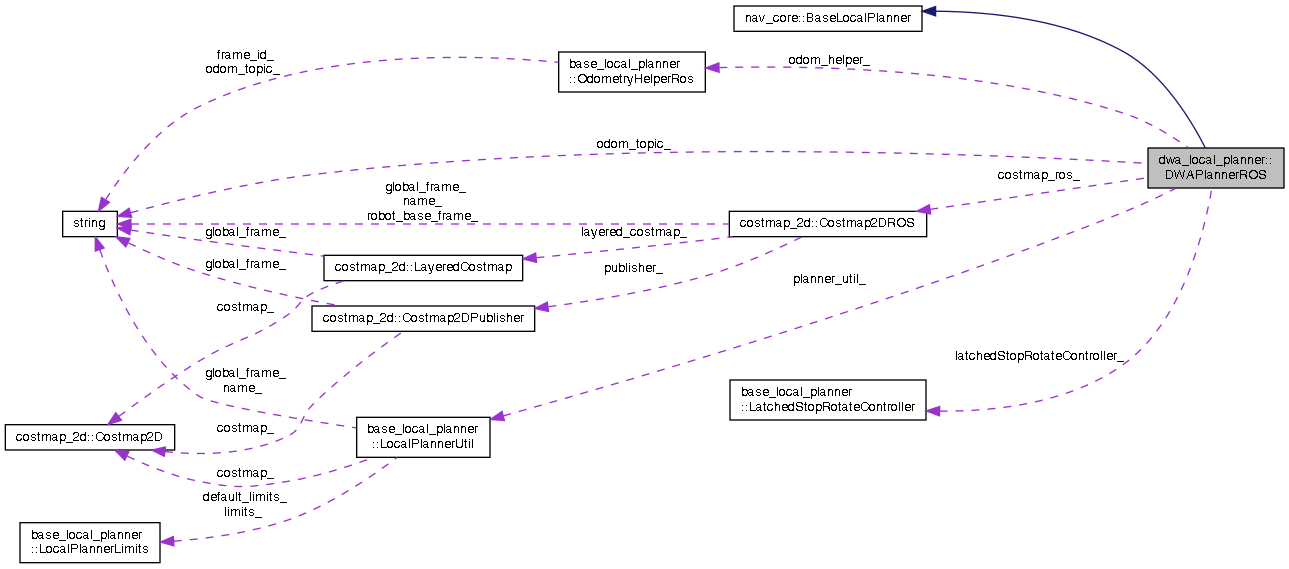 nav_core::BaseLocalPlanner
frame_id_
odom_topic_
base_local_planner
::OdometryHelperRos
odom_helper_
odom_topic_
dwa_local_planner::
DWAPlannerROS
costmap_ros_
global_frame_
name_
robot_base_frame_
string
costmap_2d::Costmap2DROS
global_frame_
layered_costmap_
global_frame_
costmap_2d::LayeredCostmap
publisher_
planner_util_
costmap_
costmap_2d::Costmap2DPublisher
latchedStopRotateController_
global_frame_
name_
base_local_planner
::LatchedStopRotateController
costmap_
base_local_planner
::LocalPlannerUtil
costmap_2d::Costmap2D
costmap_
default_limits_
limits_
base_local_planner
::LocalPlannerLimits